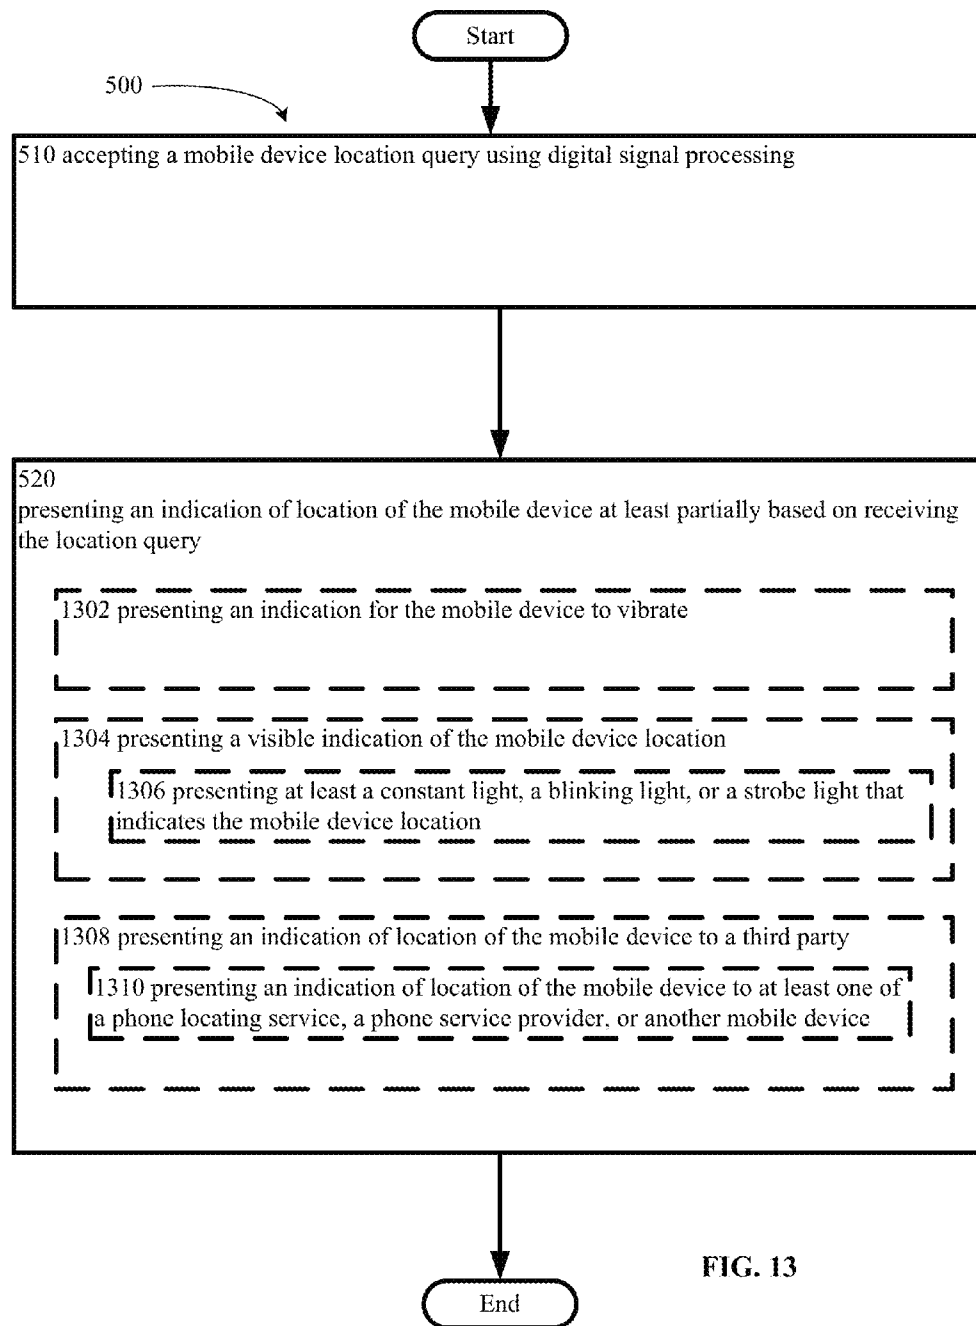 Start
500
510 accepting a mobile device location query using digital signal processing
520
presenting an indication of location of the mobile device at least partially based on receiving
the location query
1302 presenting an indication for the mobile device to vibrate
1304 presenting a visible indication of the mobile device location
1306 presenting at least a constant light, a blinking light, or a strobe light that
indicates the mobile device location
1308 presenting an indication of location of the mobile device to a third party
1310 presenting an indication of location of the mobile device to at least one of
a phone locating service, a phone service provider, or another mobile device
FIG. 13
End